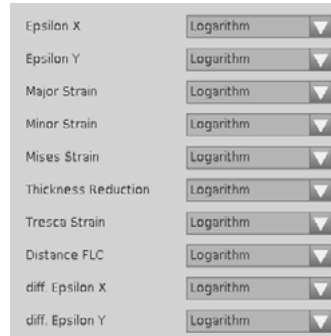 Epsilon X Logarithm
Epsilon Y Logarithm
Major Strain Logarithm
Minor Strain Logarithm
Mises Strain Logarithm
Thickness Reduction Logarithm
Tresca Strain Logarithm
Distance FLC Logarithm
diff. Epsilon X Logarithm
diff. Epsilon Y Logarithm